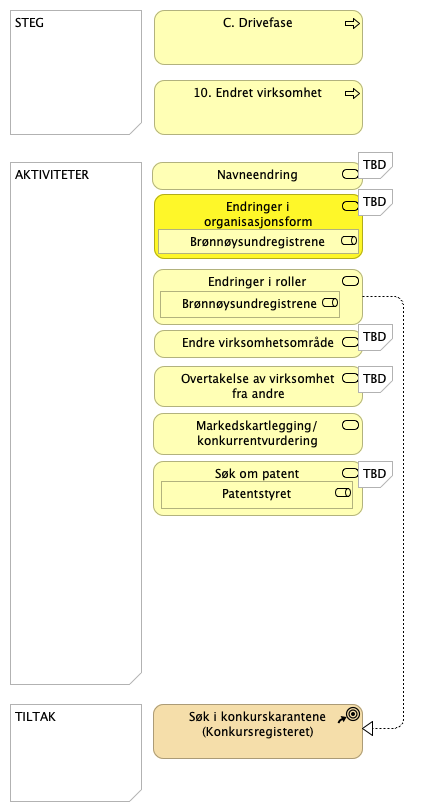 STEG
C. Drivefase
10. Endret virksomhet
AKTIVITETER
TBD
Navneendring
TBD
Endringer i
organisasjonsform
Brønnøysundregistrene
Endringer i roller
Brønnøysundregistrene
TBD
Endre virksomhetsområde
TBD
Overtakelse av virksomhet
fra andre
Markedskartlegging/
konkurrentvurdering
TBD
Søk om patent
Patentstyret
TILTAK
Søk i konkurskarantene
(Konkursregisteret)